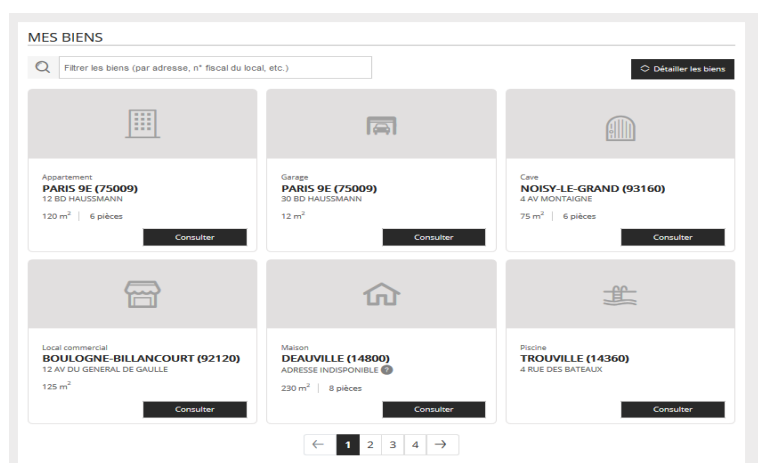 MES BIENS
Filtrer les biens (par adresse, n° fiscal du local, etc.)
Détailler les biens
Appartement
PARIS 9E (75009)
12 BD HAUSSMANN
120 m² | 6 pièces
Consulter
Garage
PARIS 9E (75009)
30 BD HAUSSMANN
12 m²
Consulter
Cave
NOISY-LE-GRAND (93160)
4 AV MONTAIGNE
75 m² | 6 pièces
Consulter
Local commercial
BOULOGNE-BILLANCOURT (92120)
12 AV DU GENERAL DE GAULLE
125 m²
Consulter
Maison
DEAUVILLE (14800)
ADRESSE INDISPONIBLE ?
230 m² | 8 pièces
Consulter
Piscine
TROUVILLE (14360)
4 RUE DES BATEAUX
Consulter
← 1 2 3 4 →